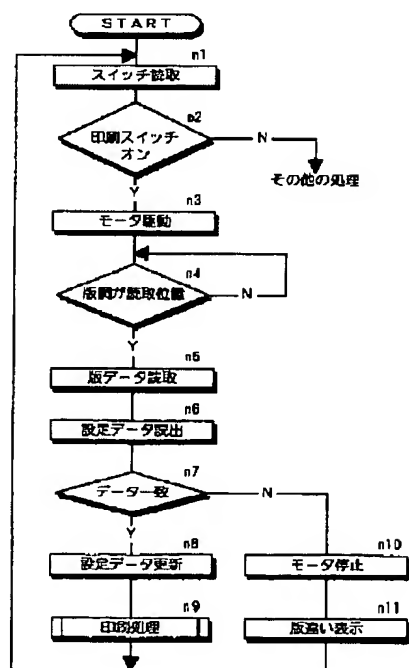 START
n1
スイッチ読取
n2
印刷スイッチ
オン
N
その他の処理
Y
n3
モータ駆動
n4
版胴が読取位置
N
Y
n5
版データ読取
n6
設定データ読出
n7
データ一致
N
Y
n8
設定データ更新
n10
モータ停止
n9
印刷処理
n11
版違い表示